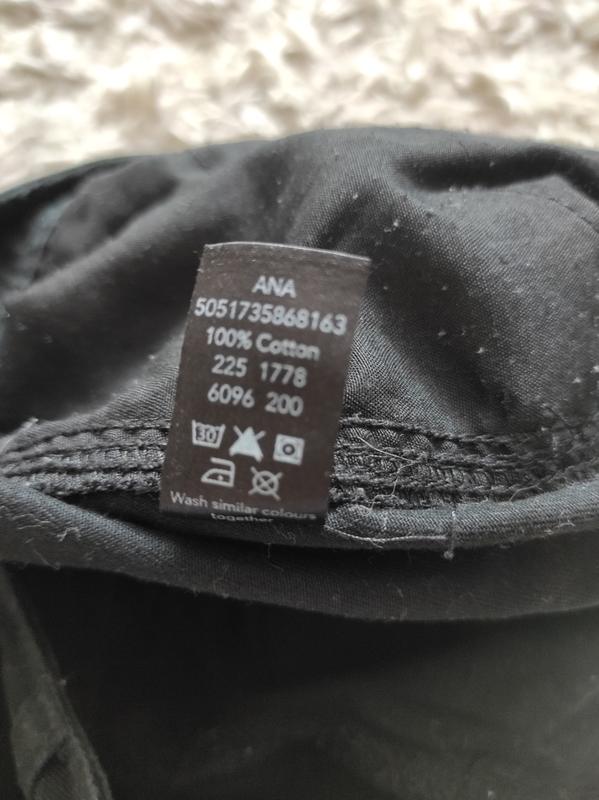 ANA
5051735868163
100% Cotton
225 1778
6096 200
30
Wash similar colours
together